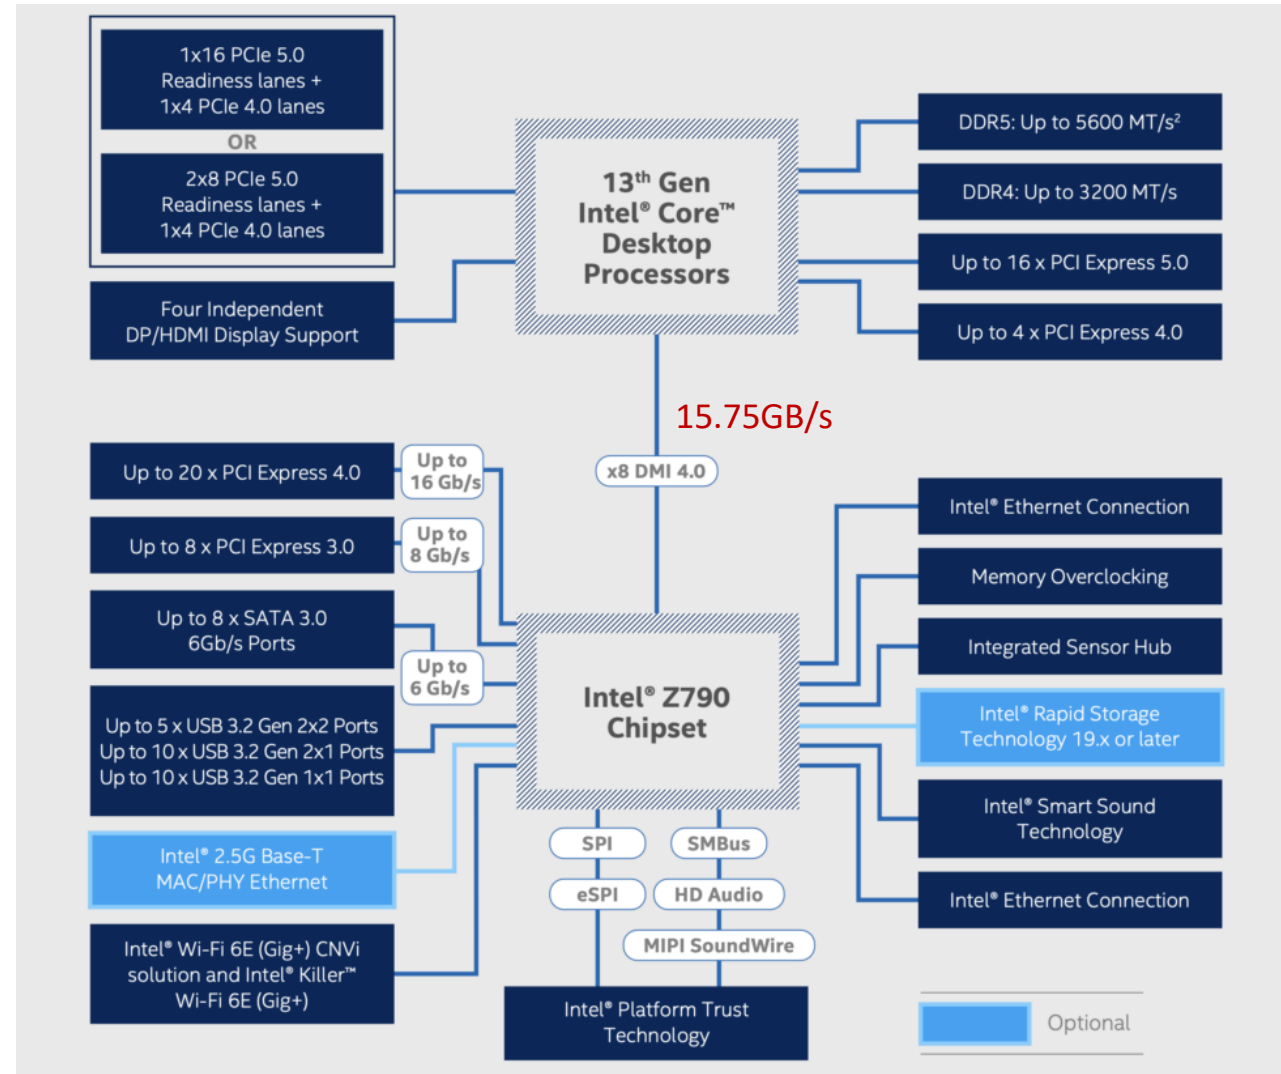 1x16 PCIe 5.0
Readiness lanes +
1x4 PCIe 4.0 lanes
OR
2x8 PCIe 5.0
Readiness lanes +
1x4 PCIe 4.0 lanes
Four Independent
DP/HDMI Display Support
13th Gen
Intel® Core™
Desktop
Processors
DDR5: Up to 5600 MT/s²
DDR4: Up to 3200 MT/s
Up to 16 x PCI Express 5.0
Up to 4 x PCI Express 4.0
15.75GB/s
x8 DMI 4.0
Up to 20 x PCI Express 4.0
Up to
16 Gb/s
Up to 8 x PCI Express 3.0
Up to
8 Gb/s
Up to 8 x SATA 3.0
6Gb/s Ports
Up to
6 Gb/s
Up to 5 x USB 3.2 Gen 2x2 Ports
Up to 10 x USB 3.2 Gen 2x1 Ports
Up to 10 x USB 3.2 Gen 1x1 Ports
Intel® 2.5G Base-T
MAC/PHY Ethernet
Intel® Wi-Fi 6E (Gig+) CNVi
solution and Intel® Killer™
Wi-Fi 6E (Gig+)
Intel® Z790
Chipset
Intel® Ethernet Connection
Memory Overclocking
Integrated Sensor Hub
Intel® Rapid Storage
Technology 19.x or later
Intel® Smart Sound
Technology
Intel® Ethernet Connection
SPI
eSPI
SMBus
HD Audio
MIPI SoundWire
Intel® Platform Trust
Technology
Optional